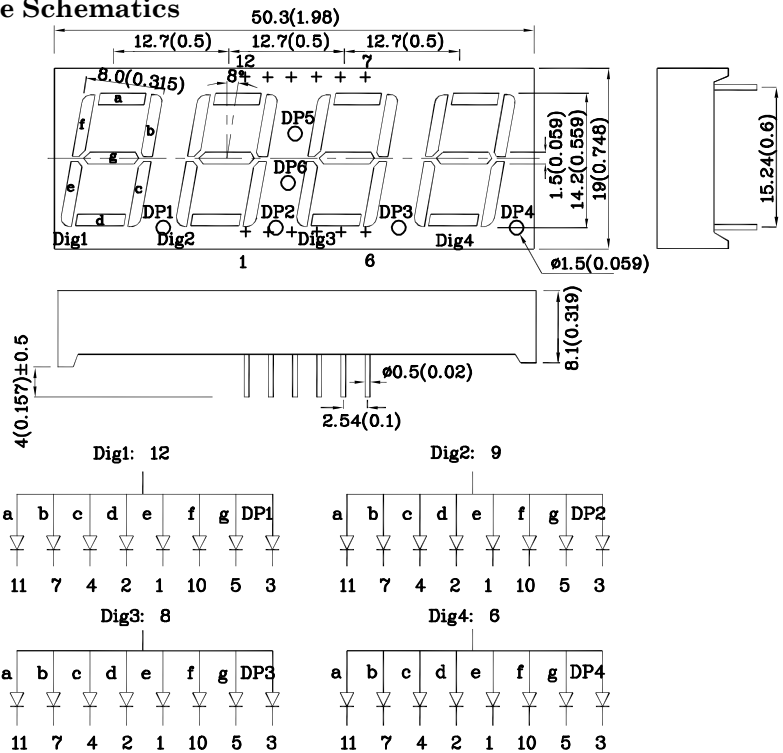 e Schematics
50.3(1.98)
12.7(0.5) 12.7(0.5) 12.7(0.5)
12 7
8.0(0.315) 8°
a
f b
g
e c
d
DP5
DP6
DP1 DP2 DP3 DP4
Dig1 Dig2 Dig3 Dig4
1 6
1.5(0.059)
14.2(0.559)
19(0.748)
15.24(0.6)
ø1.5(0.059)
8.1(0.319)
4(0.157)±0.5
ø0.5(0.02)
2.54(0.1)
Dig1: 12 Dig2: 9
a b c d e f g DP1 a b c d e f g DP2
11 7 4 2 1 10 5 3 11 7 4 2 1 10 5 3
Dig3: 8 Dig4: 6
a b c d e f g DP3 a b c d e f g DP4
11 7 4 2 1 10 5 3 11 7 4 2 1 10 5 3